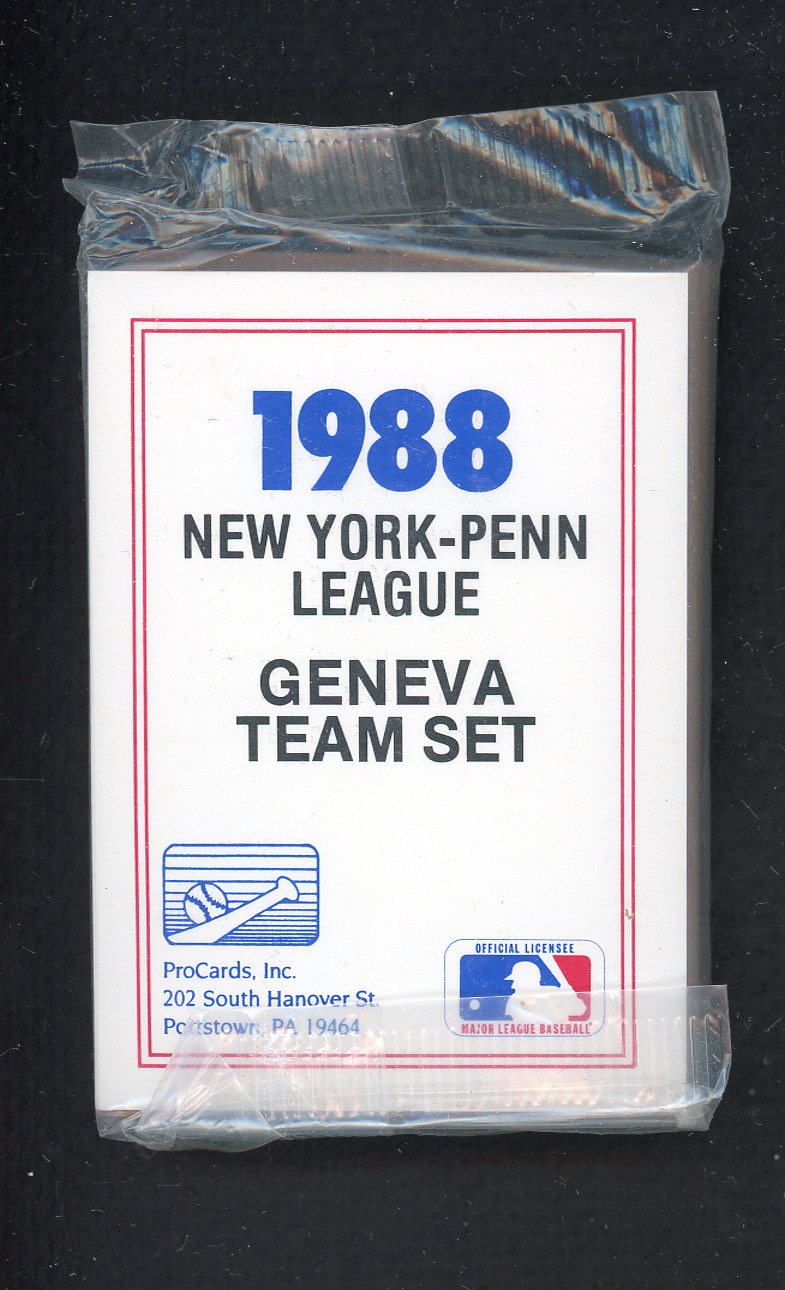 1988
NEW YORK-PENN
LEAGUE
GENEVA
TEAM SET
ProCards, Inc.
202 South Hanover St.
Pottstown, PA 19464
OFFICIAL LICENSEE
MAJOR LEAGUE BASEBALL®